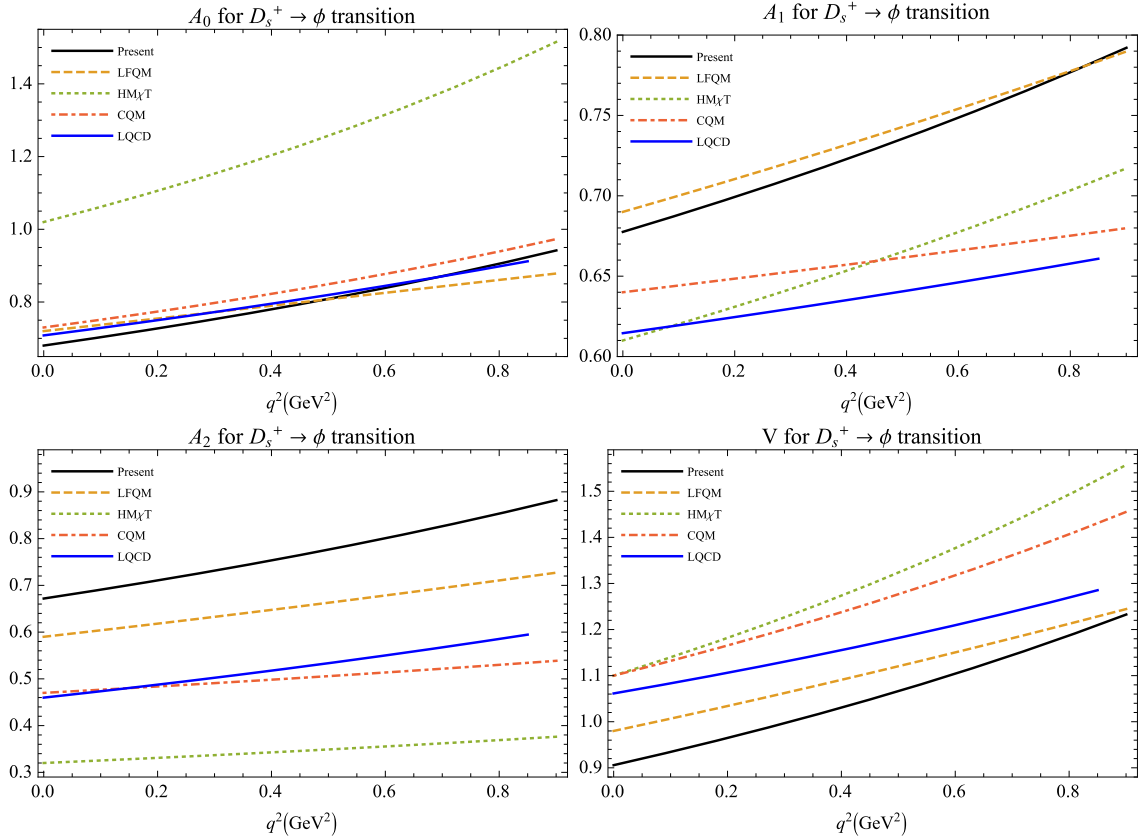 A₀ for Dₛ⁺ → ϕ transition
Present
LFQM
HMχT
CQM
LQCD
1.4
1.2
1.0
0.8
0.0 0.2 0.4 0.6 0.8
q²(GeV²)
A₁ for Dₛ⁺ → ϕ transition
Present
LFQM
HMχT
CQM
LQCD
0.80
0.75
0.70
0.65
0.60
0.0 0.2 0.4 0.6 0.8
q²(GeV²)
A₂ for Dₛ⁺ → ϕ transition
Present
LFQM
HMχT
CQM
LQCD
0.9
0.8
0.7
0.6
0.5
0.4
0.3
0.0 0.2 0.4 0.6 0.8
q²(GeV²)
V for Dₛ⁺ → ϕ transition
Present
LFQM
HMχT
CQM
LQCD
1.5
1.4
1.3
1.2
1.1
1.0
0.9
0.0 0.2 0.4 0.6 0.8
q²(GeV²)